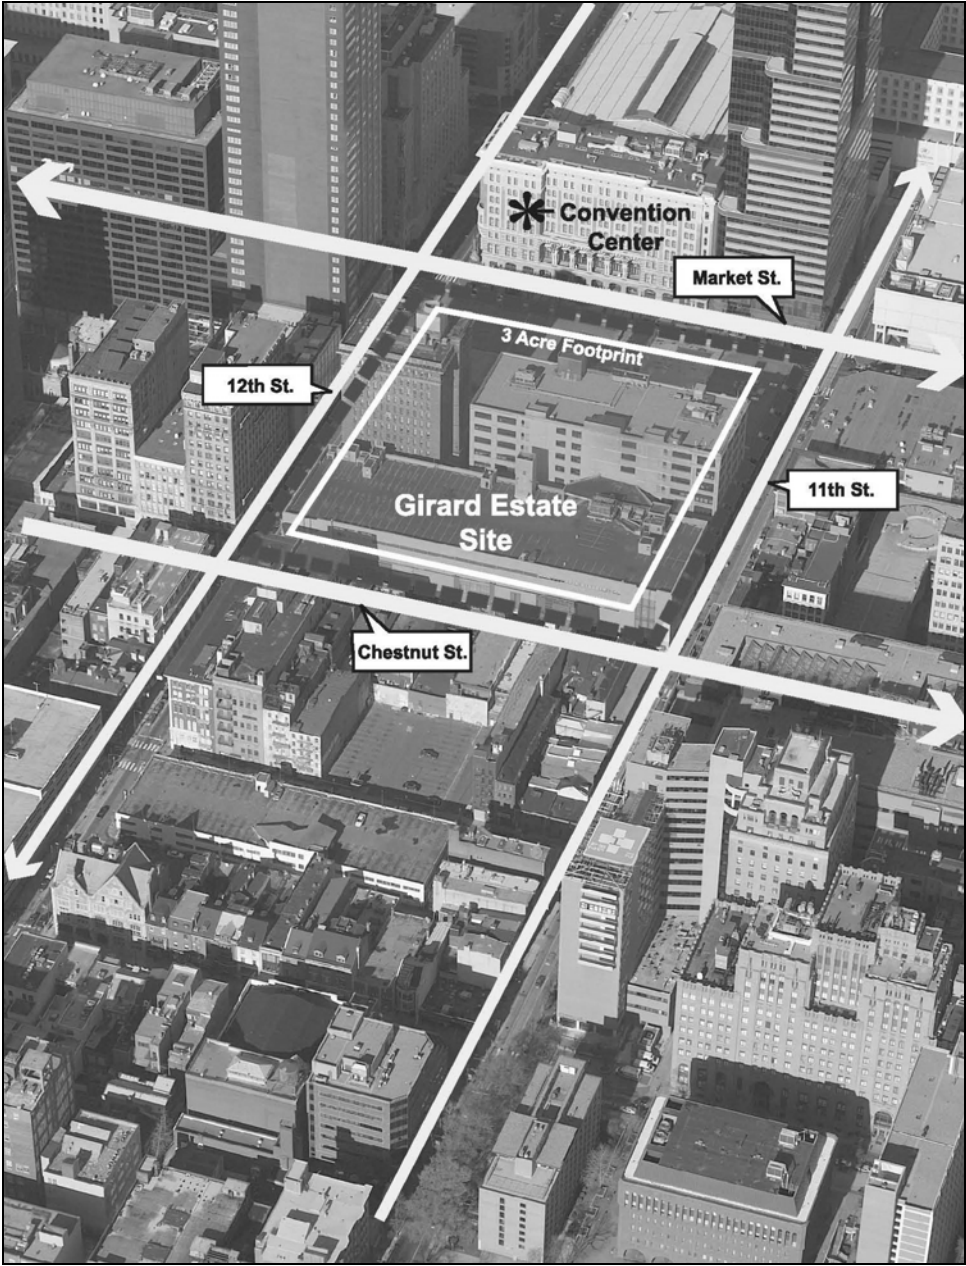 Convention
Center
Market St.
3 Acre Footprint
12th St.
11th St.
Girard Estate
Site
Chestnut St.